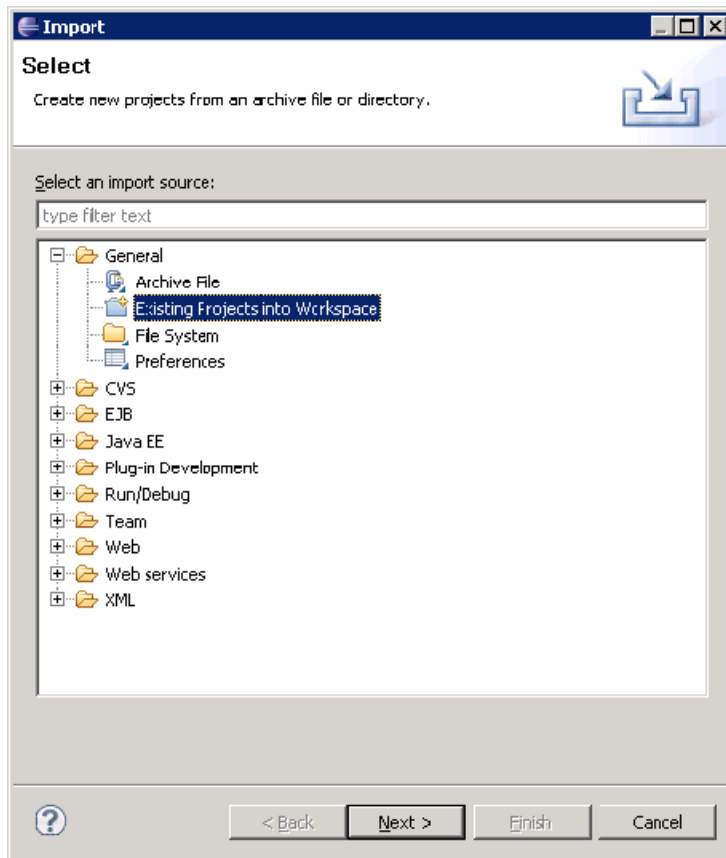 Import
Select
Create new projects from an archive file or directory.
Select an import source:
type filter text
General
Archive File
Existing Projects into Workspace
File System
Preferences
CVS
EJB
Java EE
Plug-in Development
Run/Debug
Team
Web
Web services
XML
? < Back Next > Finish Cancel